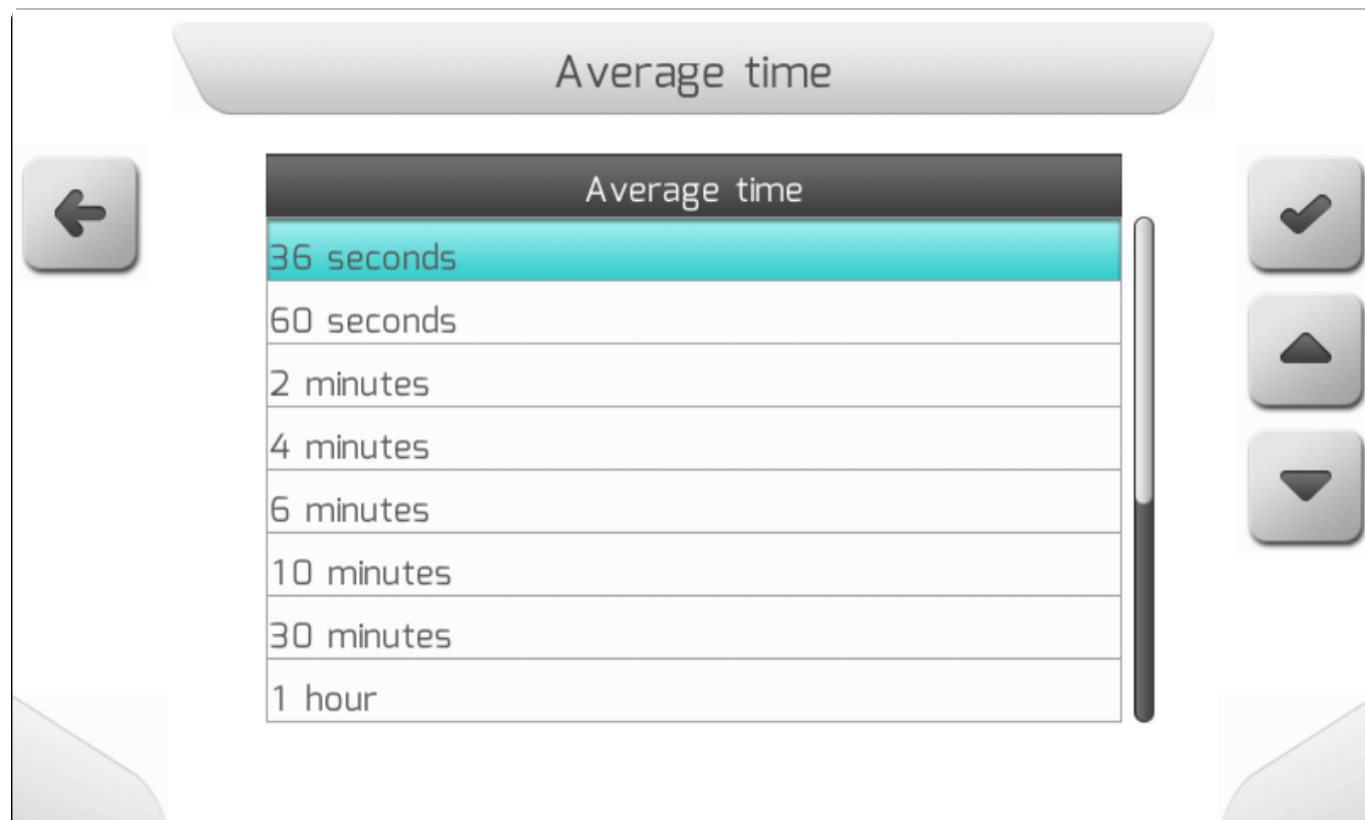 Average time
Average time
36 seconds
60 seconds
2 minutes
4 minutes
6 minutes
10 minutes
30 minutes
1 hour